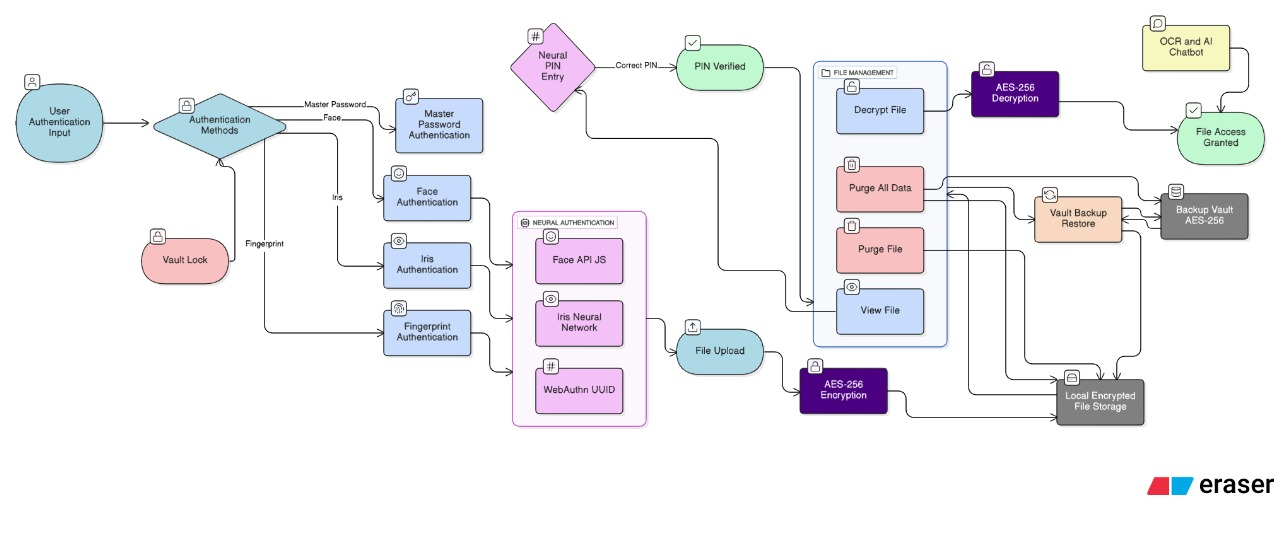 User
Authentication
Input
Authentication
Methods
Vault Lock
Master Password
Face
Iris
Fingerprint
Master
Password
Authentication
Face
Authentication
Iris
Authentication
Fingerprint
Authentication
NEURAL AUTHENTICATION
Face API JS
Iris Neural
Network
WebAuthn UUID
Neural
PIN
Entry
Correct PIN
PIN Verified
File Upload
AES-256
Encryption
FILE MANAGEMENT
Decrypt File
Purge All Data
Purge File
View File
AES-256
Decryption
OCR and AI
Chatbot
File Access
Granted
Vault Backup
Restore
Backup Vault
AES-256
Local Encrypted
File Storage
eraser